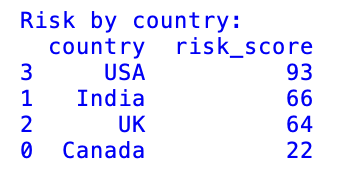 Risk by country:
  country  risk_score
3     USA          93
1   India          66
2      UK          64
0  Canada          22